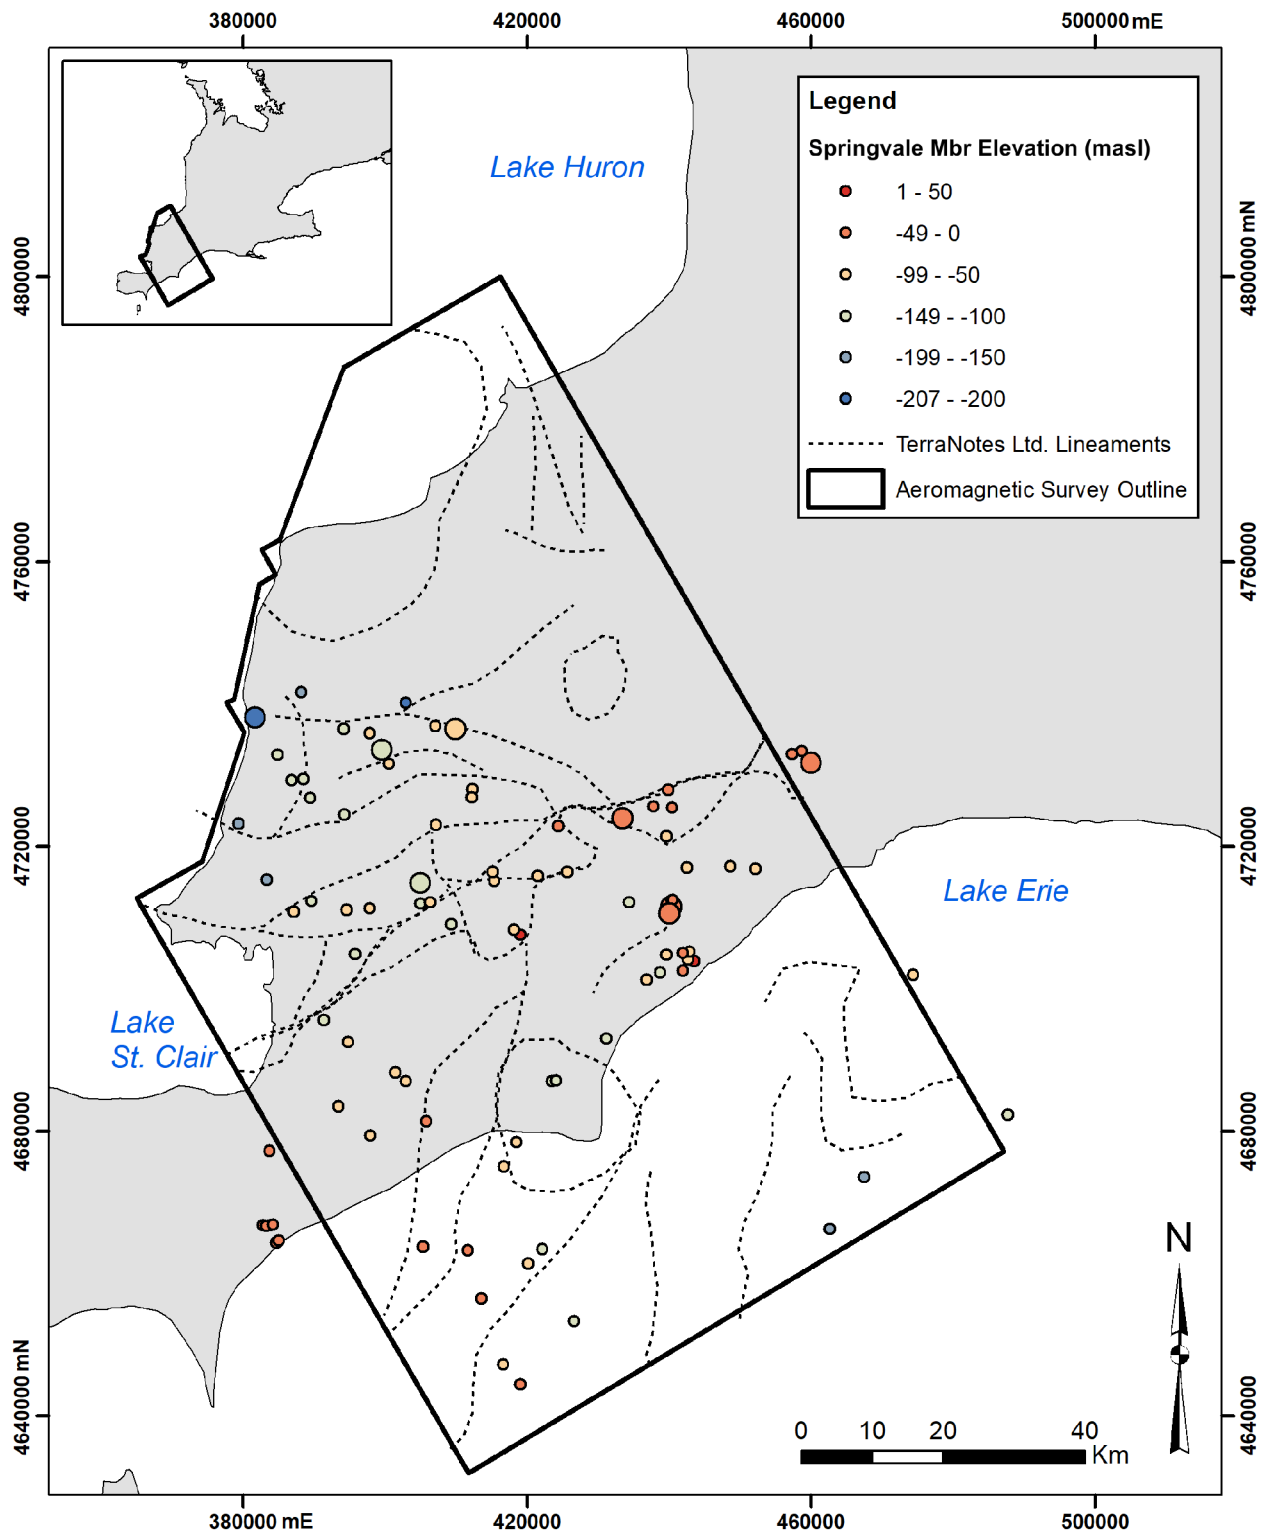 380000
420000
460000
500000 mE
Legend
Springvale Mbr Elevation (masl)
1 - 50
-49 - 0
-99 - -50
-149 - -100
-199 - -150
-207 - -200
TerraNotes Ltd. Lineaments
Aeromagnetic Survey Outline
Lake Huron
4800000
4800000 mN
4760000
4760000
4720000
4720000
Lake Erie
Lake
St. Clair
4680000
4680000
N
4640000 mN
4640000
0 10 20 40
Km
380000 mE
420000
460000
500000